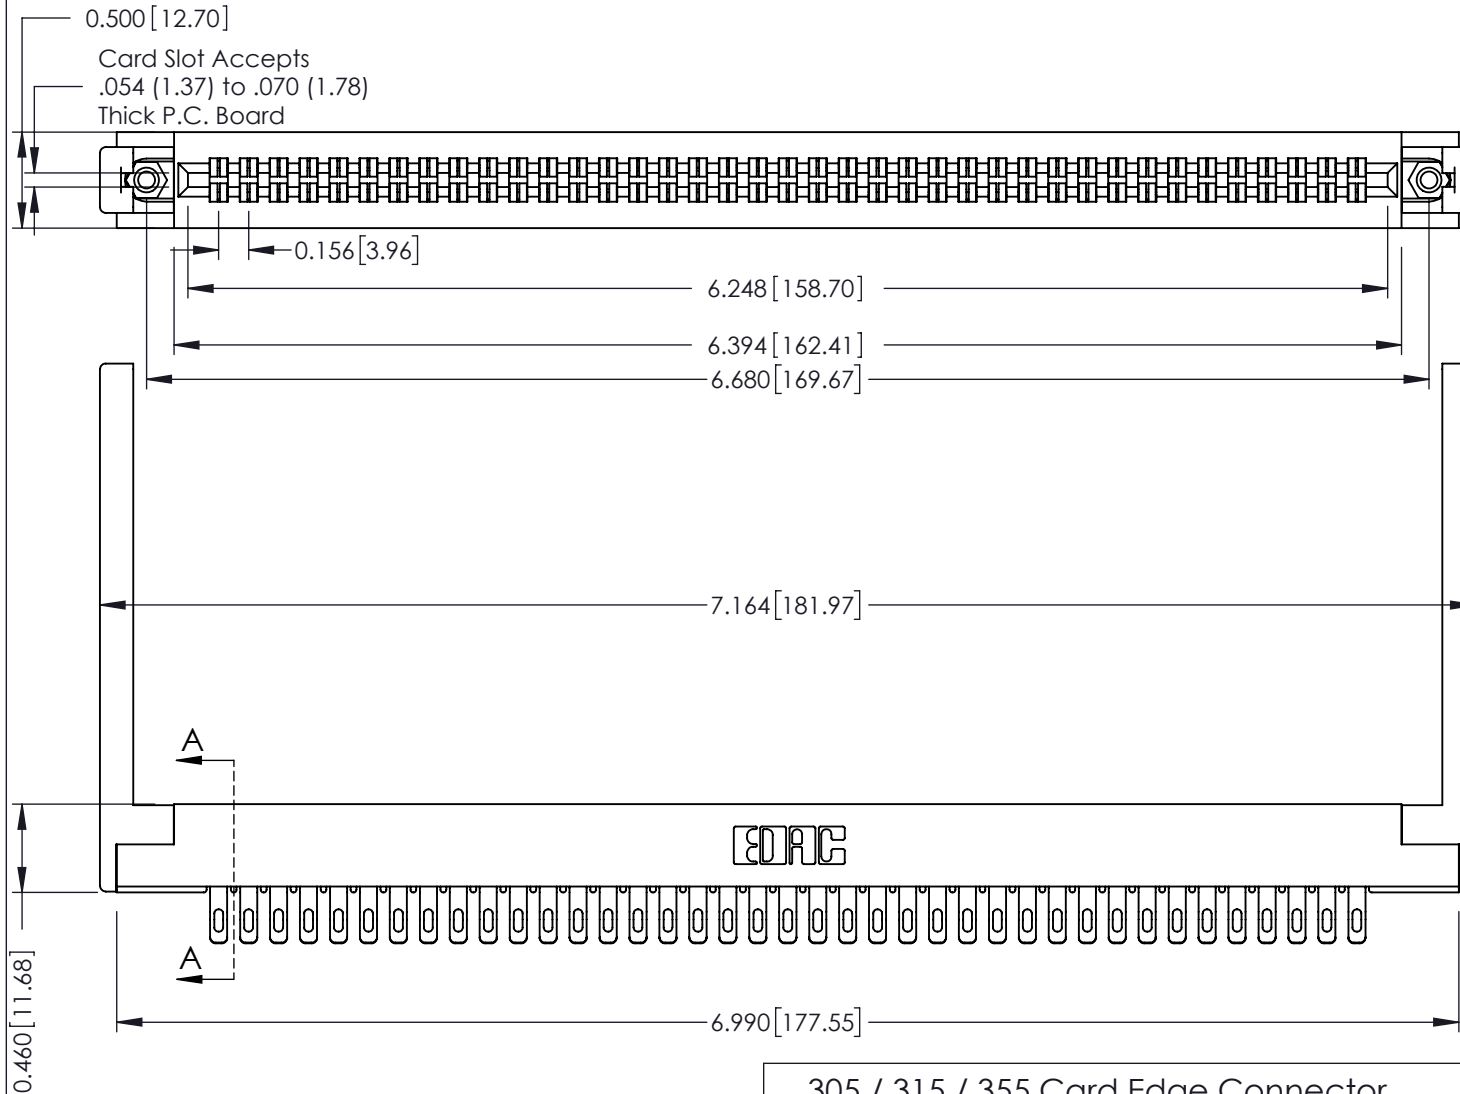 0.500 [12.70]
Card Slot Accepts
.054 (1.37) to .070 (1.78)
Thick P.C. Board
0.156 [3.96]
6.248 [158.70]
6.394 [162.41]
6.680 [169.67]
7.164 [181.97]
A
EDAC
A
0.460 [11.68]
6.990 [177.55]
305 / 315 / 355 Card Edge Connector